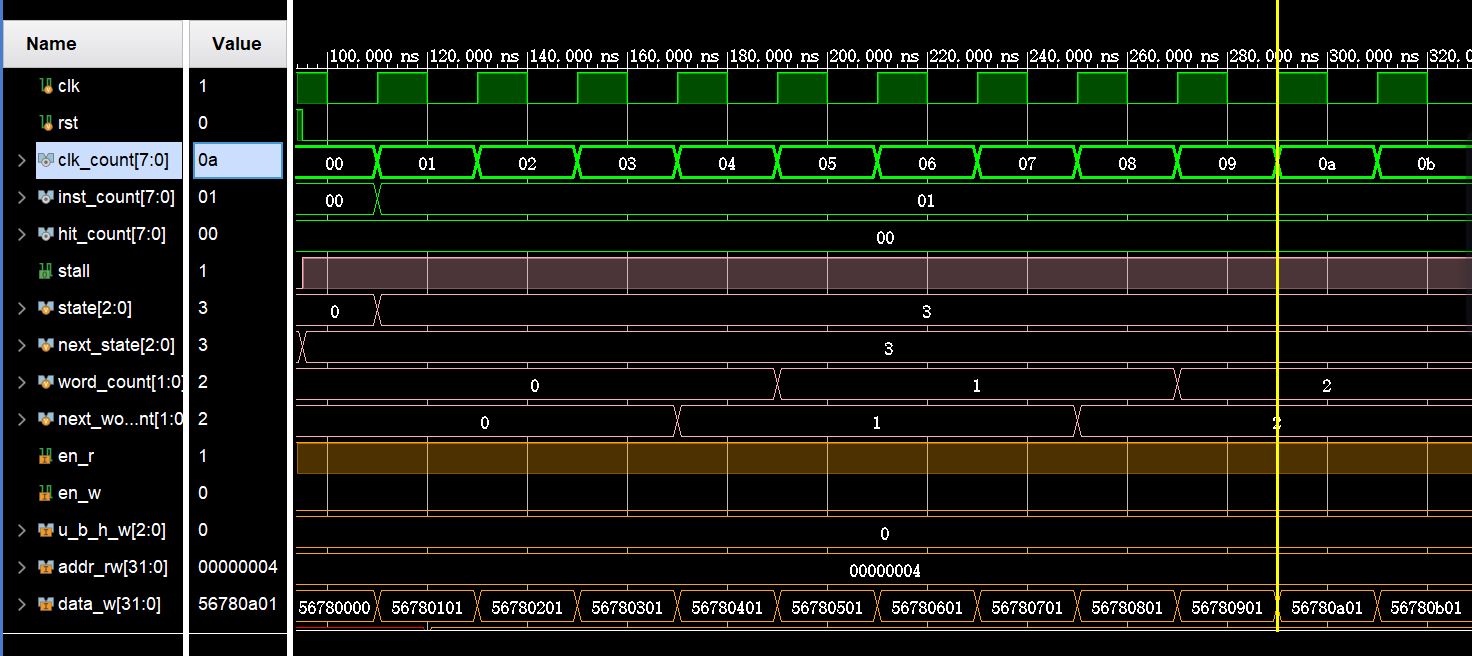 Name Value
100.000 ns 120.000 ns 140.000 ns 160.000 ns 180.000 ns 200.000 ns 220.000 ns 240.000 ns 260.000 ns 280.000 ns 300.000 ns 320.0
clk 1
rst 0
clk_count[7:0] 0a 00 01 02 03 04 05 06 07 08 09 0a 0b
inst_count[7:0] 01 00 01
hit_count[7:0] 00 00
stall 1
state[2:0] 3 0 3
next_state[2:0] 3 3
word_count[1:0] 2 0 1 2
next_wo...nt[1:0 2 0 1 2
en_r 1
en_w 0
u_b_h_w[2:0] 0 0
addr_rw[31:0] 00000004 00000004
data_w[31:0] 56780a01 56780000 56780101 56780201 56780301 56780401 56780501 56780601 56780701 56780801 56780901 56780a01 56780b01